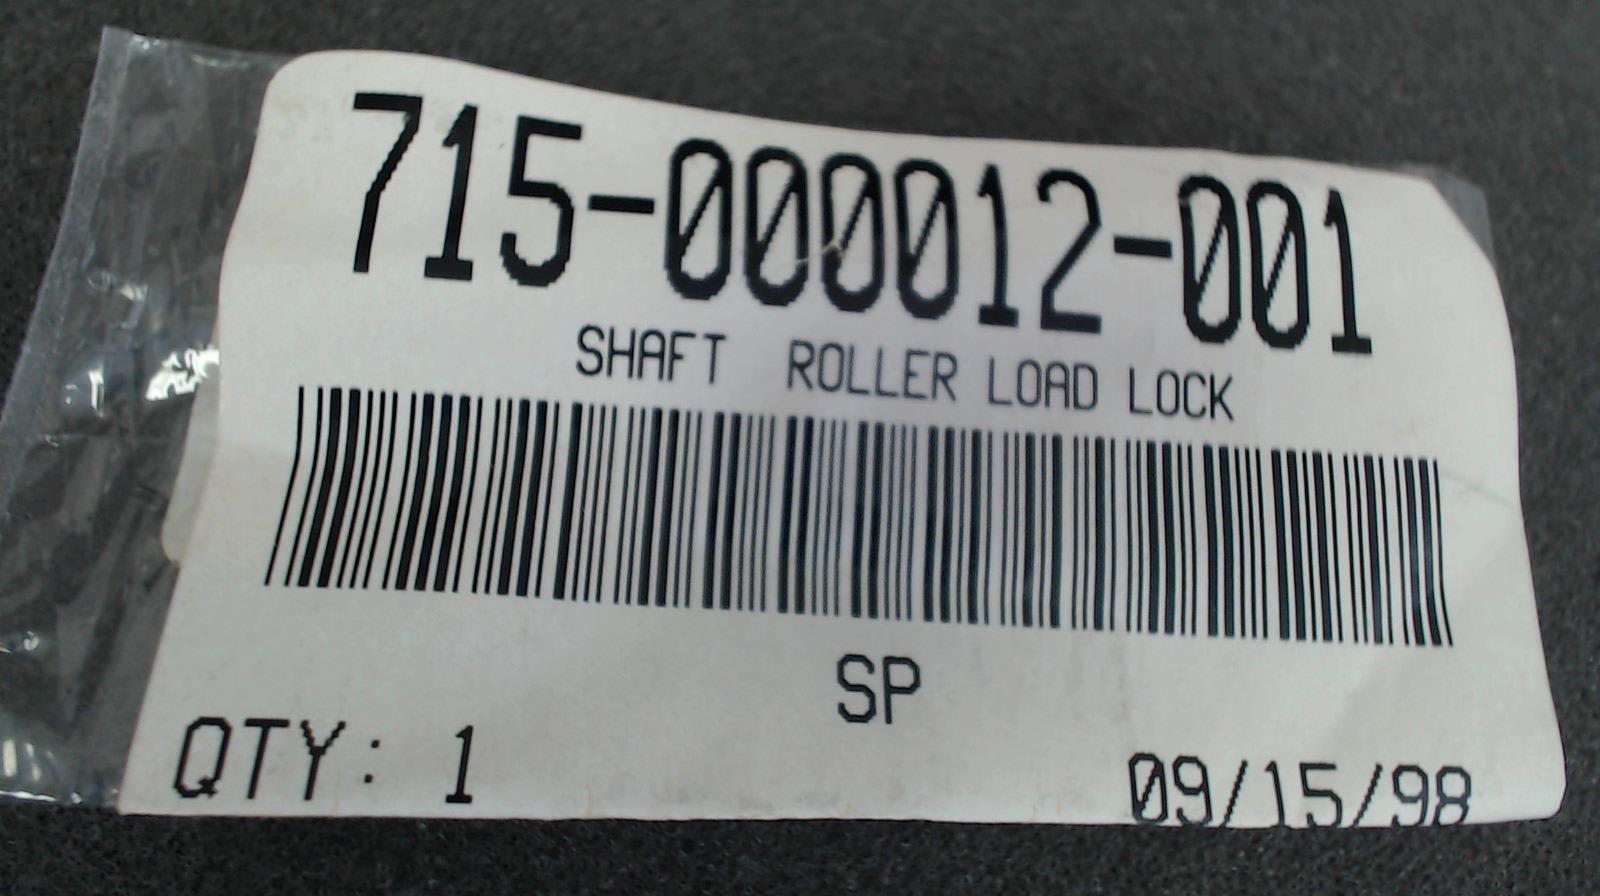 715-000012-001
SHAFT ROLLER LOAD LOCK
SP
QTY: 1
09/15/98